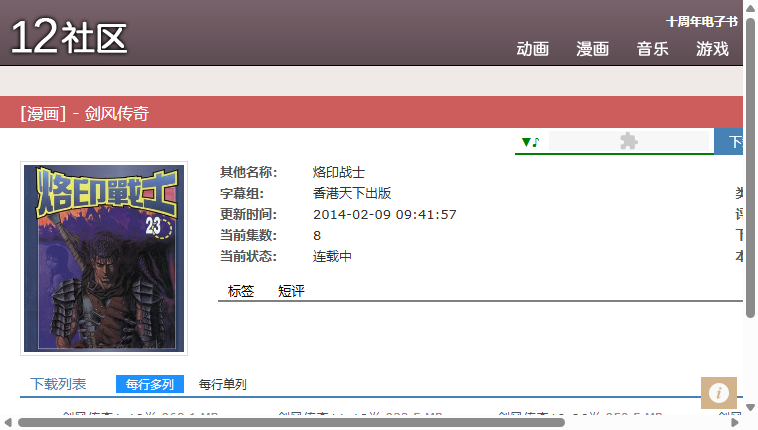 12社区
十周年电子书
动画 漫画 音乐 游戏
[漫画] - 剑风传奇
▼♪
烙印戰士
23
其他名称: 烙印战士
字幕组: 香港天下出版
更新时间: 2014-02-09 09:41:57
当前集数: 8
当前状态: 连载中
标签 短评
下载列表 每行多列 每行单列